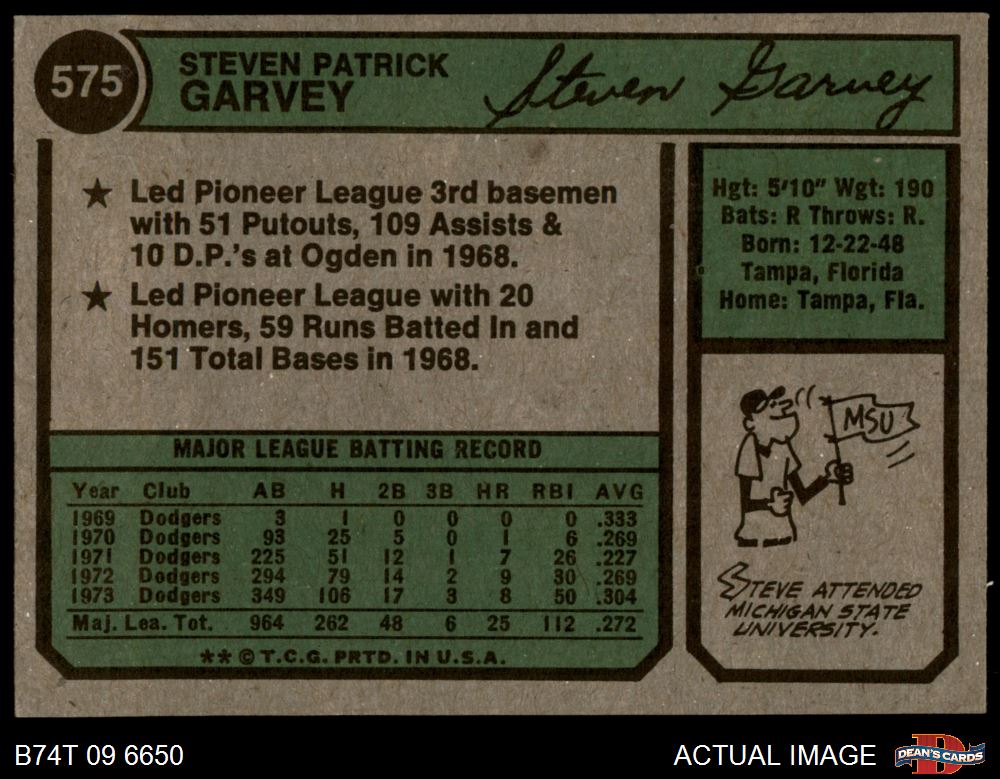 575
STEVEN PATRICK
GARVEY
Steven Garvey
★ Led Pioneer League 3rd basemen
with 51 Putouts, 109 Assists &
10 D.P.'s at Ogden in 1968.
★ Led Pioneer League with 20
Homers, 59 Runs Batted In and
151 Total Bases in 1968.
Hgt: 5'10" Wgt: 190
Bats: R Throws: R.
Born: 12-22-48
Tampa, Florida
Home: Tampa, Fla.
MAJOR LEAGUE BATTING RECORD
Year Club AB H 2B 3B HR RBI AVG
1969 Dodgers 3 1 0 0 0 0 .333
1970 Dodgers 93 25 5 0 1 6 .269
1971 Dodgers 225 51 12 1 7 26 .227
1972 Dodgers 294 79 14 2 9 30 .269
1973 Dodgers 349 106 17 3 8 50 .304
Maj. Lea. Tot. 964 262 48 6 25 112 .272
** © T.C.G. PRTD. IN U.S.A.
MSU
STEVE ATTENDED
MICHIGAN STATE
UNIVERSITY.
B74T 09 6650
ACTUAL IMAGE
DEAN'S CARDS